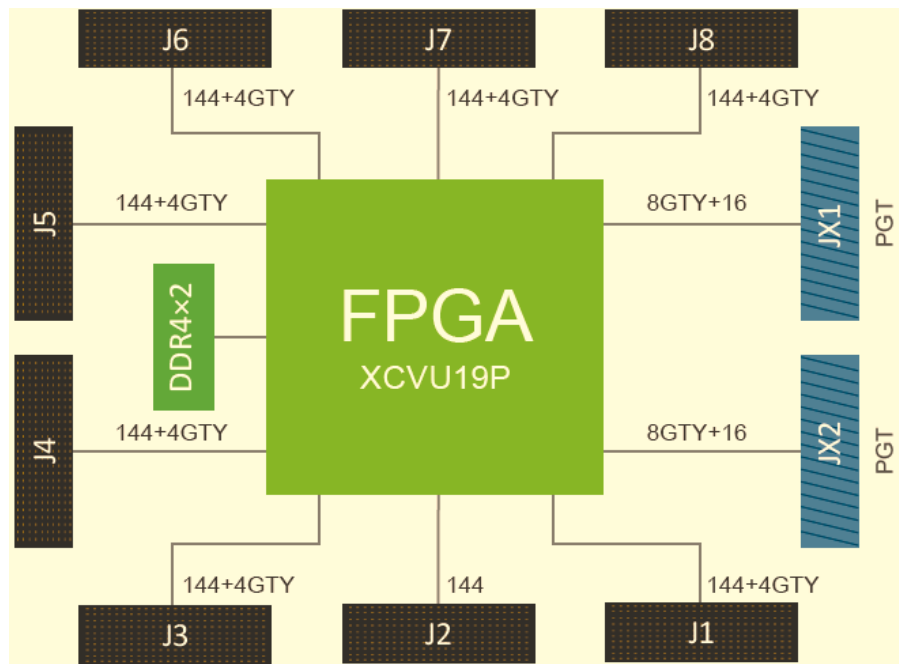 J6
J7
J8
144+4GTY
144+4GTY
144+4GTY
J5
144+4GTY
8GTY+16
JX1
PGT
DDR4×2
FPGA
XCVU19P
J4
144+4GTY
8GTY+16
JX2
PGT
144+4GTY
144
144+4GTY
J3
J2
J1